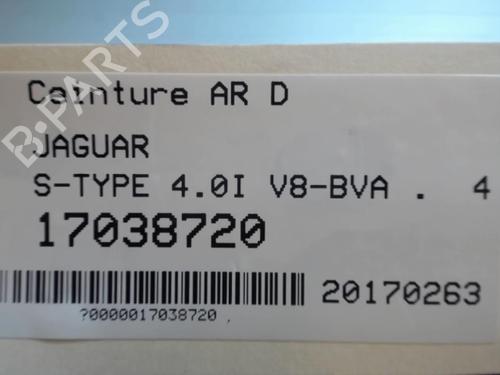 Ceinture AR D
JAGUAR
S-TYPE 4.0I V8-BVA . 4
17038720
20170263
?0000017038720 ,
B-PARTS